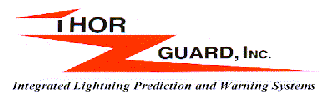 THOR
GUARD, INC.
Integrated Lightning Prediction and Warning Systems